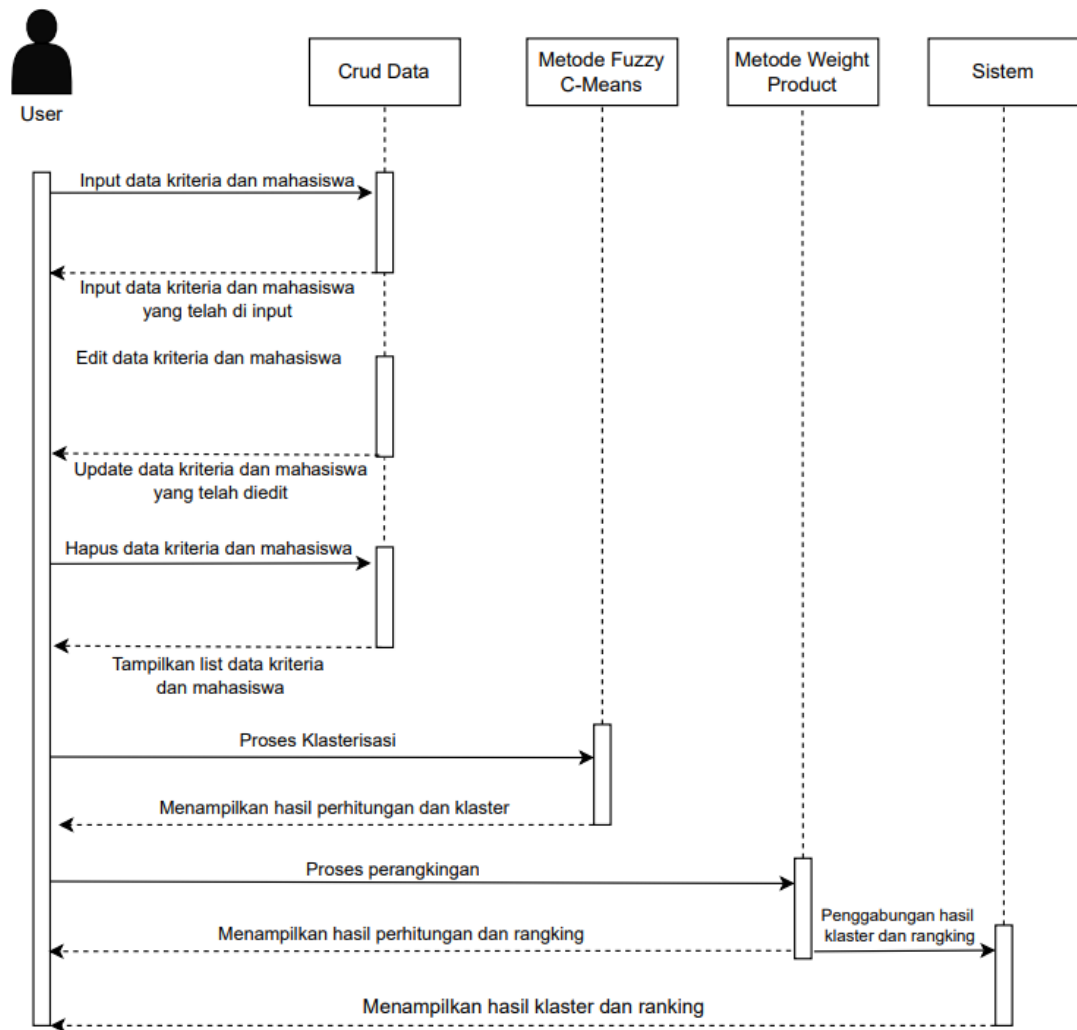 User
Crud Data
Metode Fuzzy
C-Means
Metode Weight
Product
Sistem
Input data kriteria dan mahasiswa
Input data kriteria dan mahasiswa
yang telah di input
Edit data kriteria dan mahasiswa
Update data kriteria dan mahasiswa
yang telah diedit
Hapus data kriteria dan mahasiswa
Tampilkan list data kriteria
dan mahasiswa
Proses Klasterisasi
Menampilkan hasil perhitungan dan klaster
Proses perangkingan
Menampilkan hasil perhitungan dan rangking
Penggabungan hasil
klaster dan rangking
Menampilkan hasil klaster dan ranking